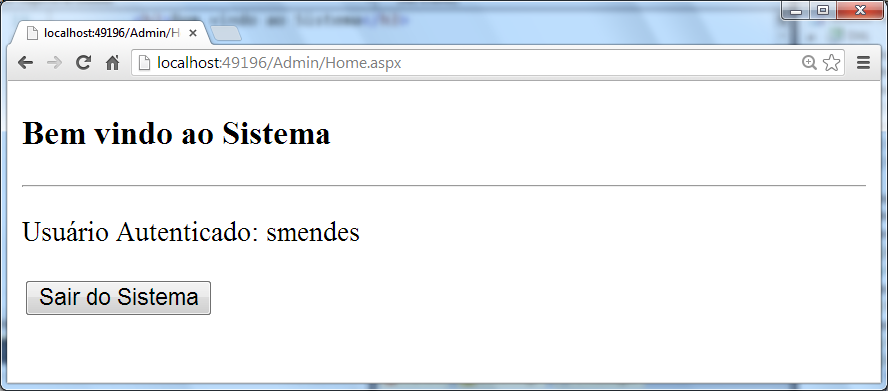 localhost:49196/Admin/H
localhost:49196/Admin/Home.aspx
Bem vindo ao Sistema
Usuário Autenticado: smendes
Sair do Sistema